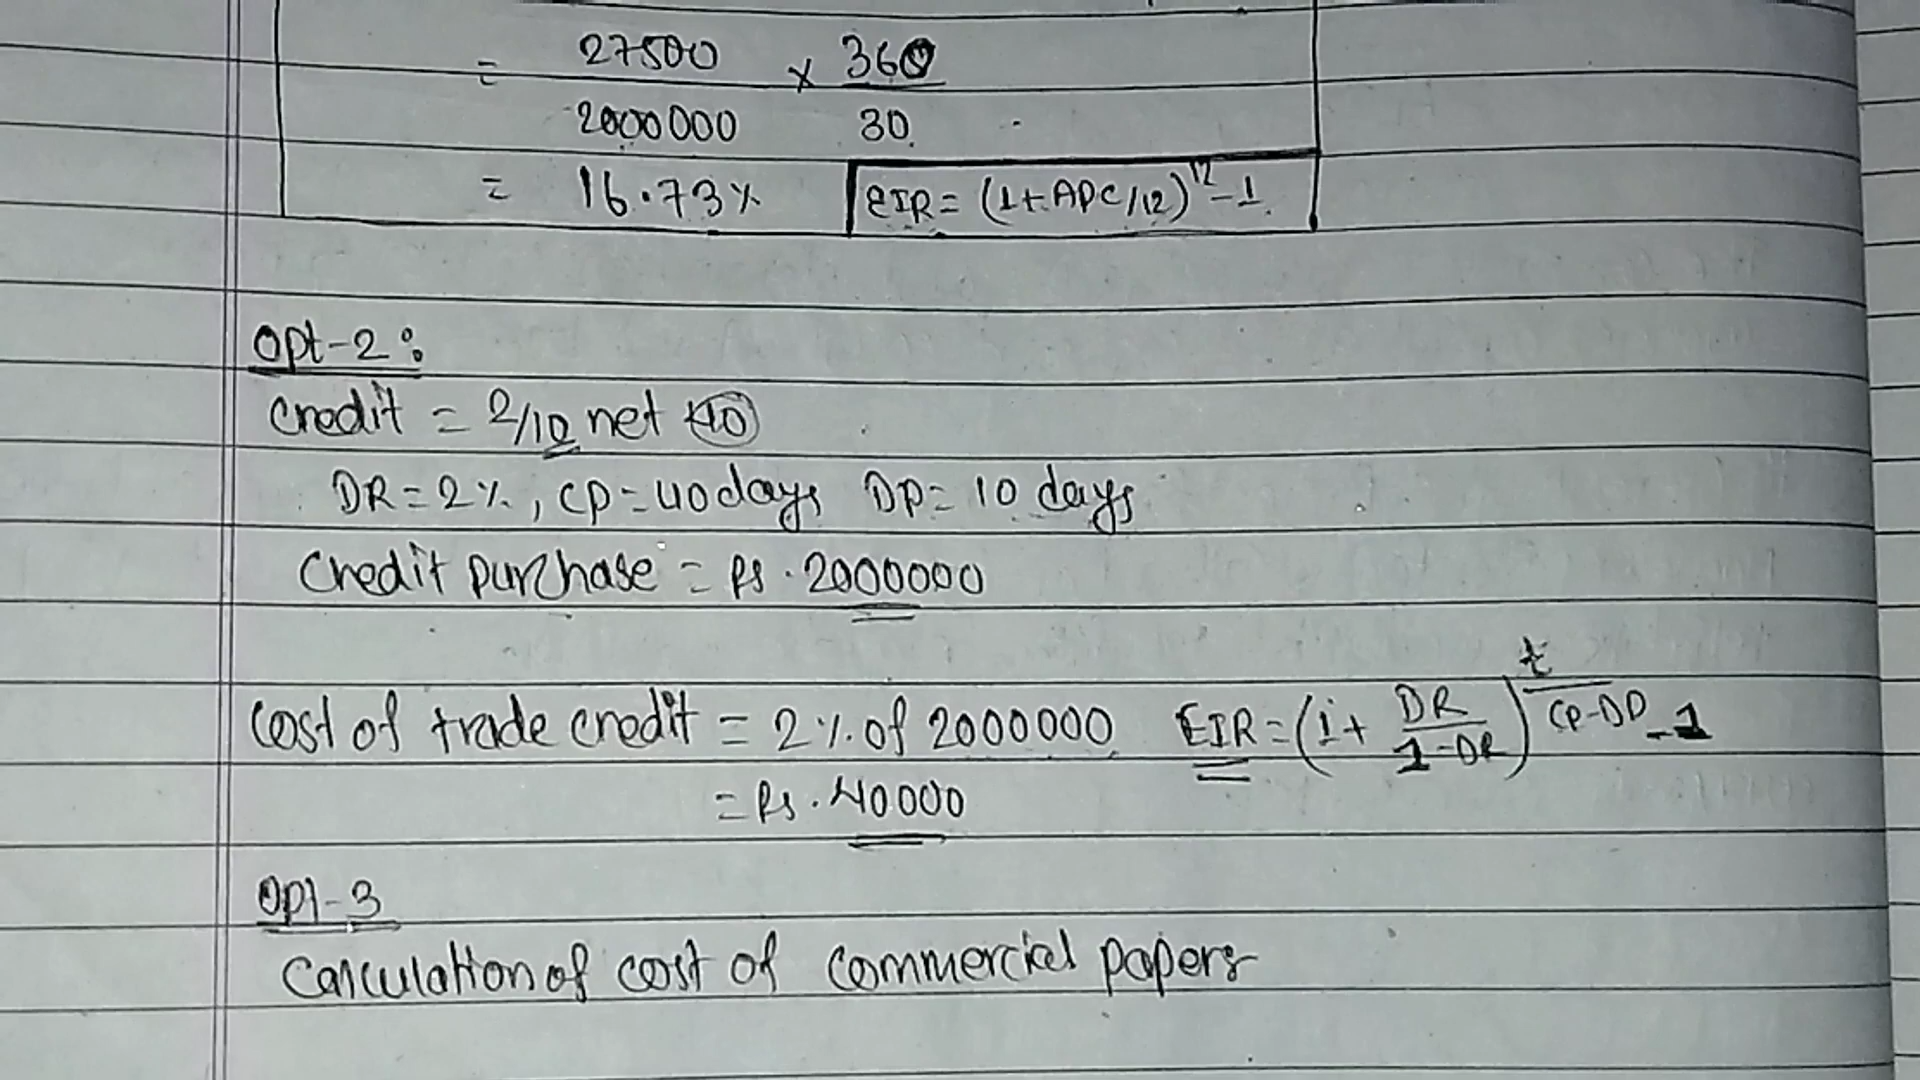 = 27500 / 2000000 × 360 / 30
= 16.73% EIR = (1+APC/12)^12 - 1
Opt-2:
Credit = 2/10 net 40
DR = 2%, CP = 40 days DP = 10 days
Credit purchase = Rs. 2000000
Cost of trade credit = 2% of 2000000 EIR = (1 + DR / 1-DR)^t / CP-DP - 1
= Rs. 40000
Opt-3
Calculation of cost of commercial papers